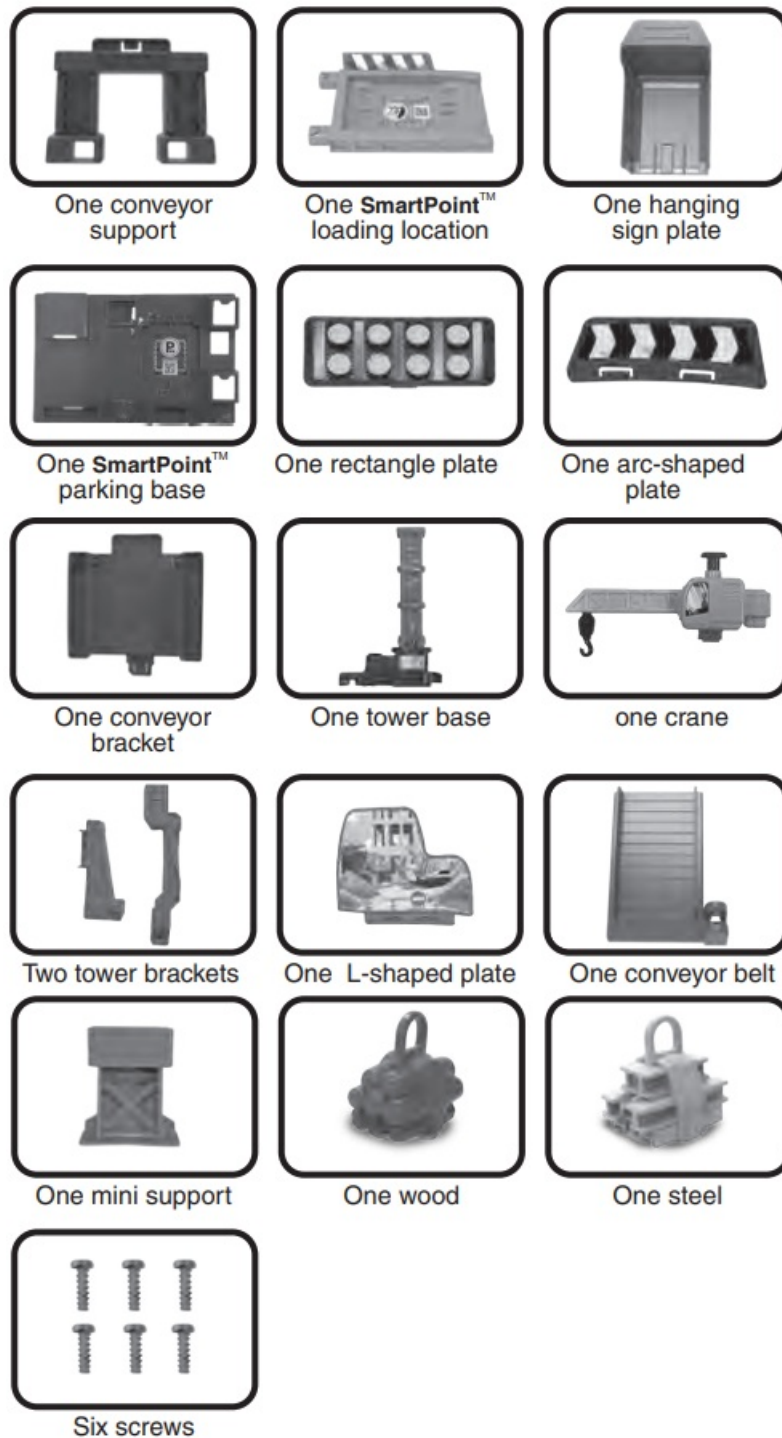 One conveyor
support
One SmartPoint™
loading location
One hanging
sign plate
One SmartPoint™
parking base
One rectangle plate
One arc-shaped
plate
One conveyor
bracket
One tower base
one crane
Two tower brackets
One L-shaped plate
One conveyor belt
One mini support
One wood
One steel
Six screws